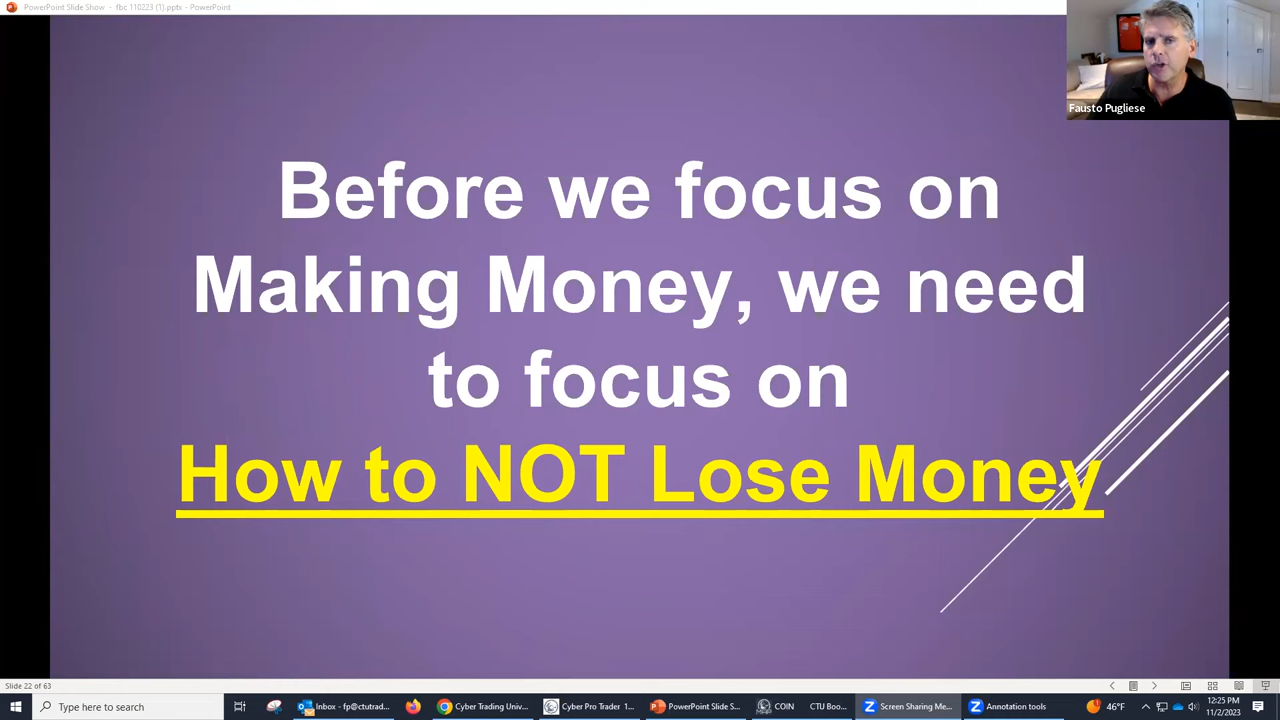 PowerPoint Slide Show - fbc 110223 (1).ppts - PowerPoint
Fausto Pugliese
Before we focus on
Making Money, we need
to focus on
How to NOT Lose Money
Slide 22 of 63
Type here to search
Inbox - fp@ctutrad...
Cyber Trading Univ...
Cyber Pro Trader 1...
PowerPoint Slide S...
COIN
CTU Boo...
Screen Sharing Me...
Annotation tools
46°F
12:25 PM
11/2/2023